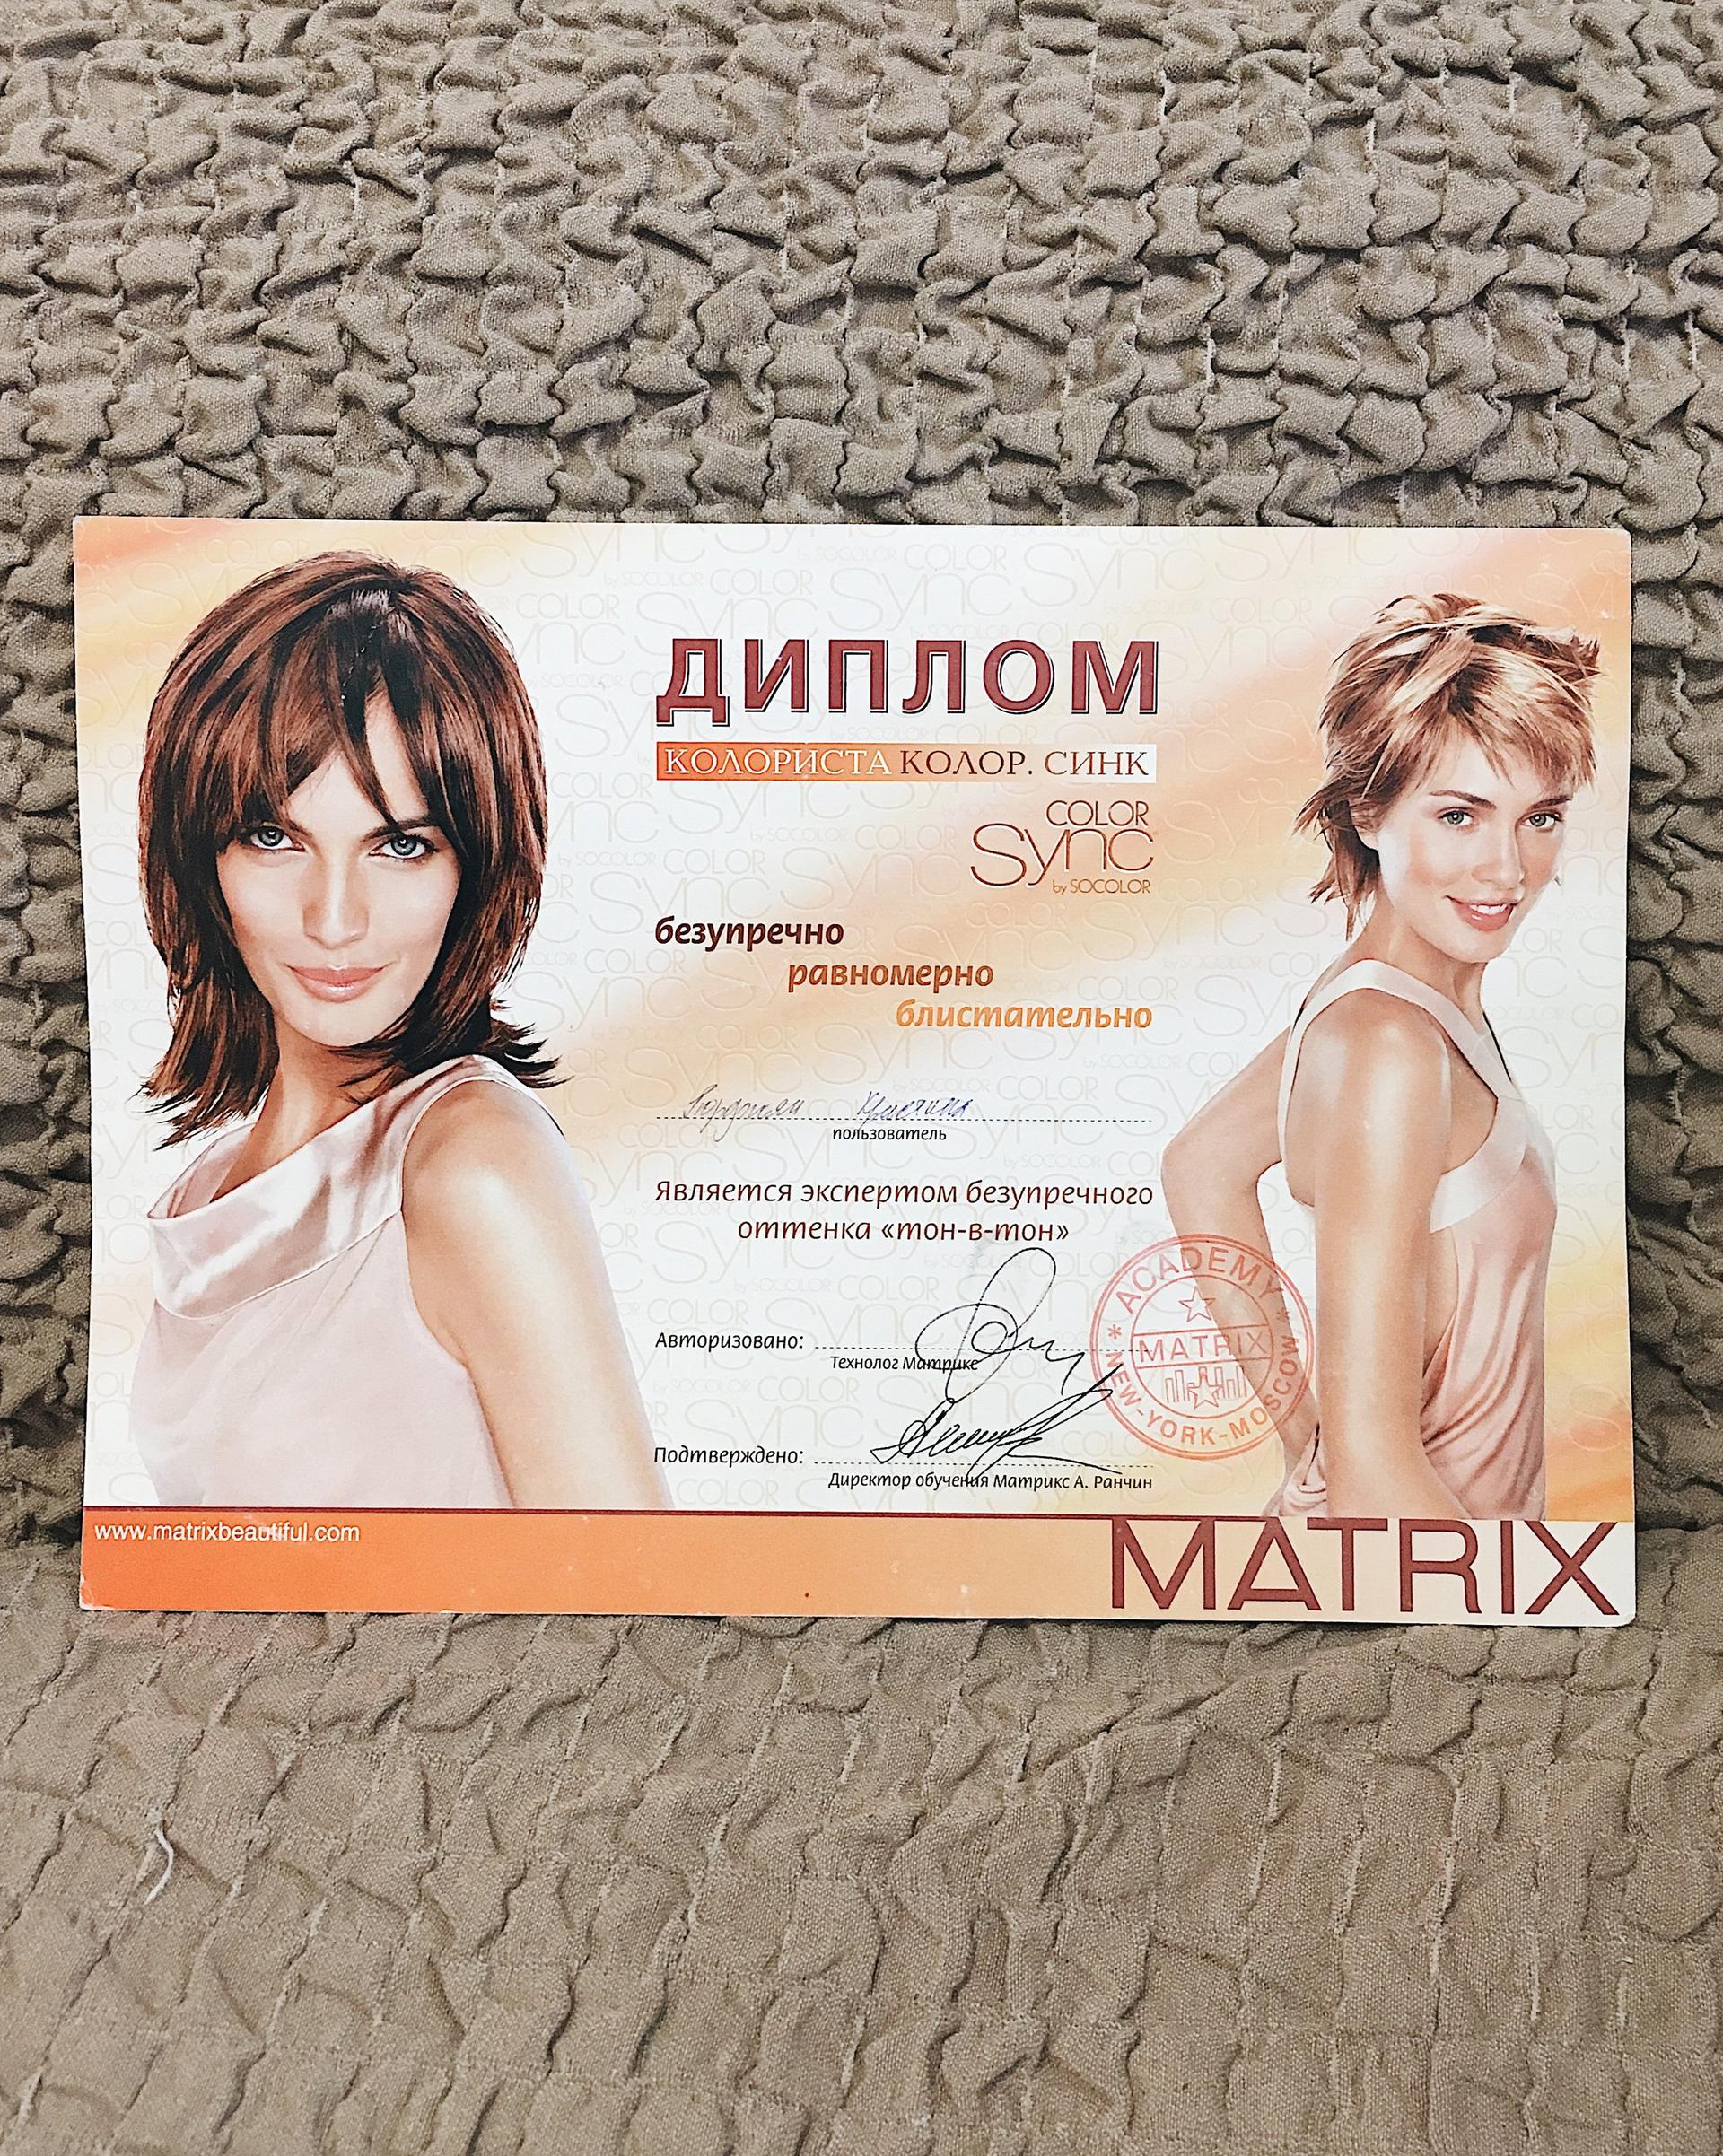 ДИПЛОМ
КОЛОРИСТА КОЛОР. СИНК
COLOR
Sync
by SOCOLOR
безупречно
равномерно
блистательно
Кристина
пользователь
Является экспертом безупречного
оттенка «тон-в-тон»
Авторизовано:
Технолог Матрикс
Подтверждено:
Директор обучения Матрикс А. Ранчин
* ACADEMY * NEW-YORK-MOSCOW
MATRIX
www.matrixbeautiful.com
MATRIX